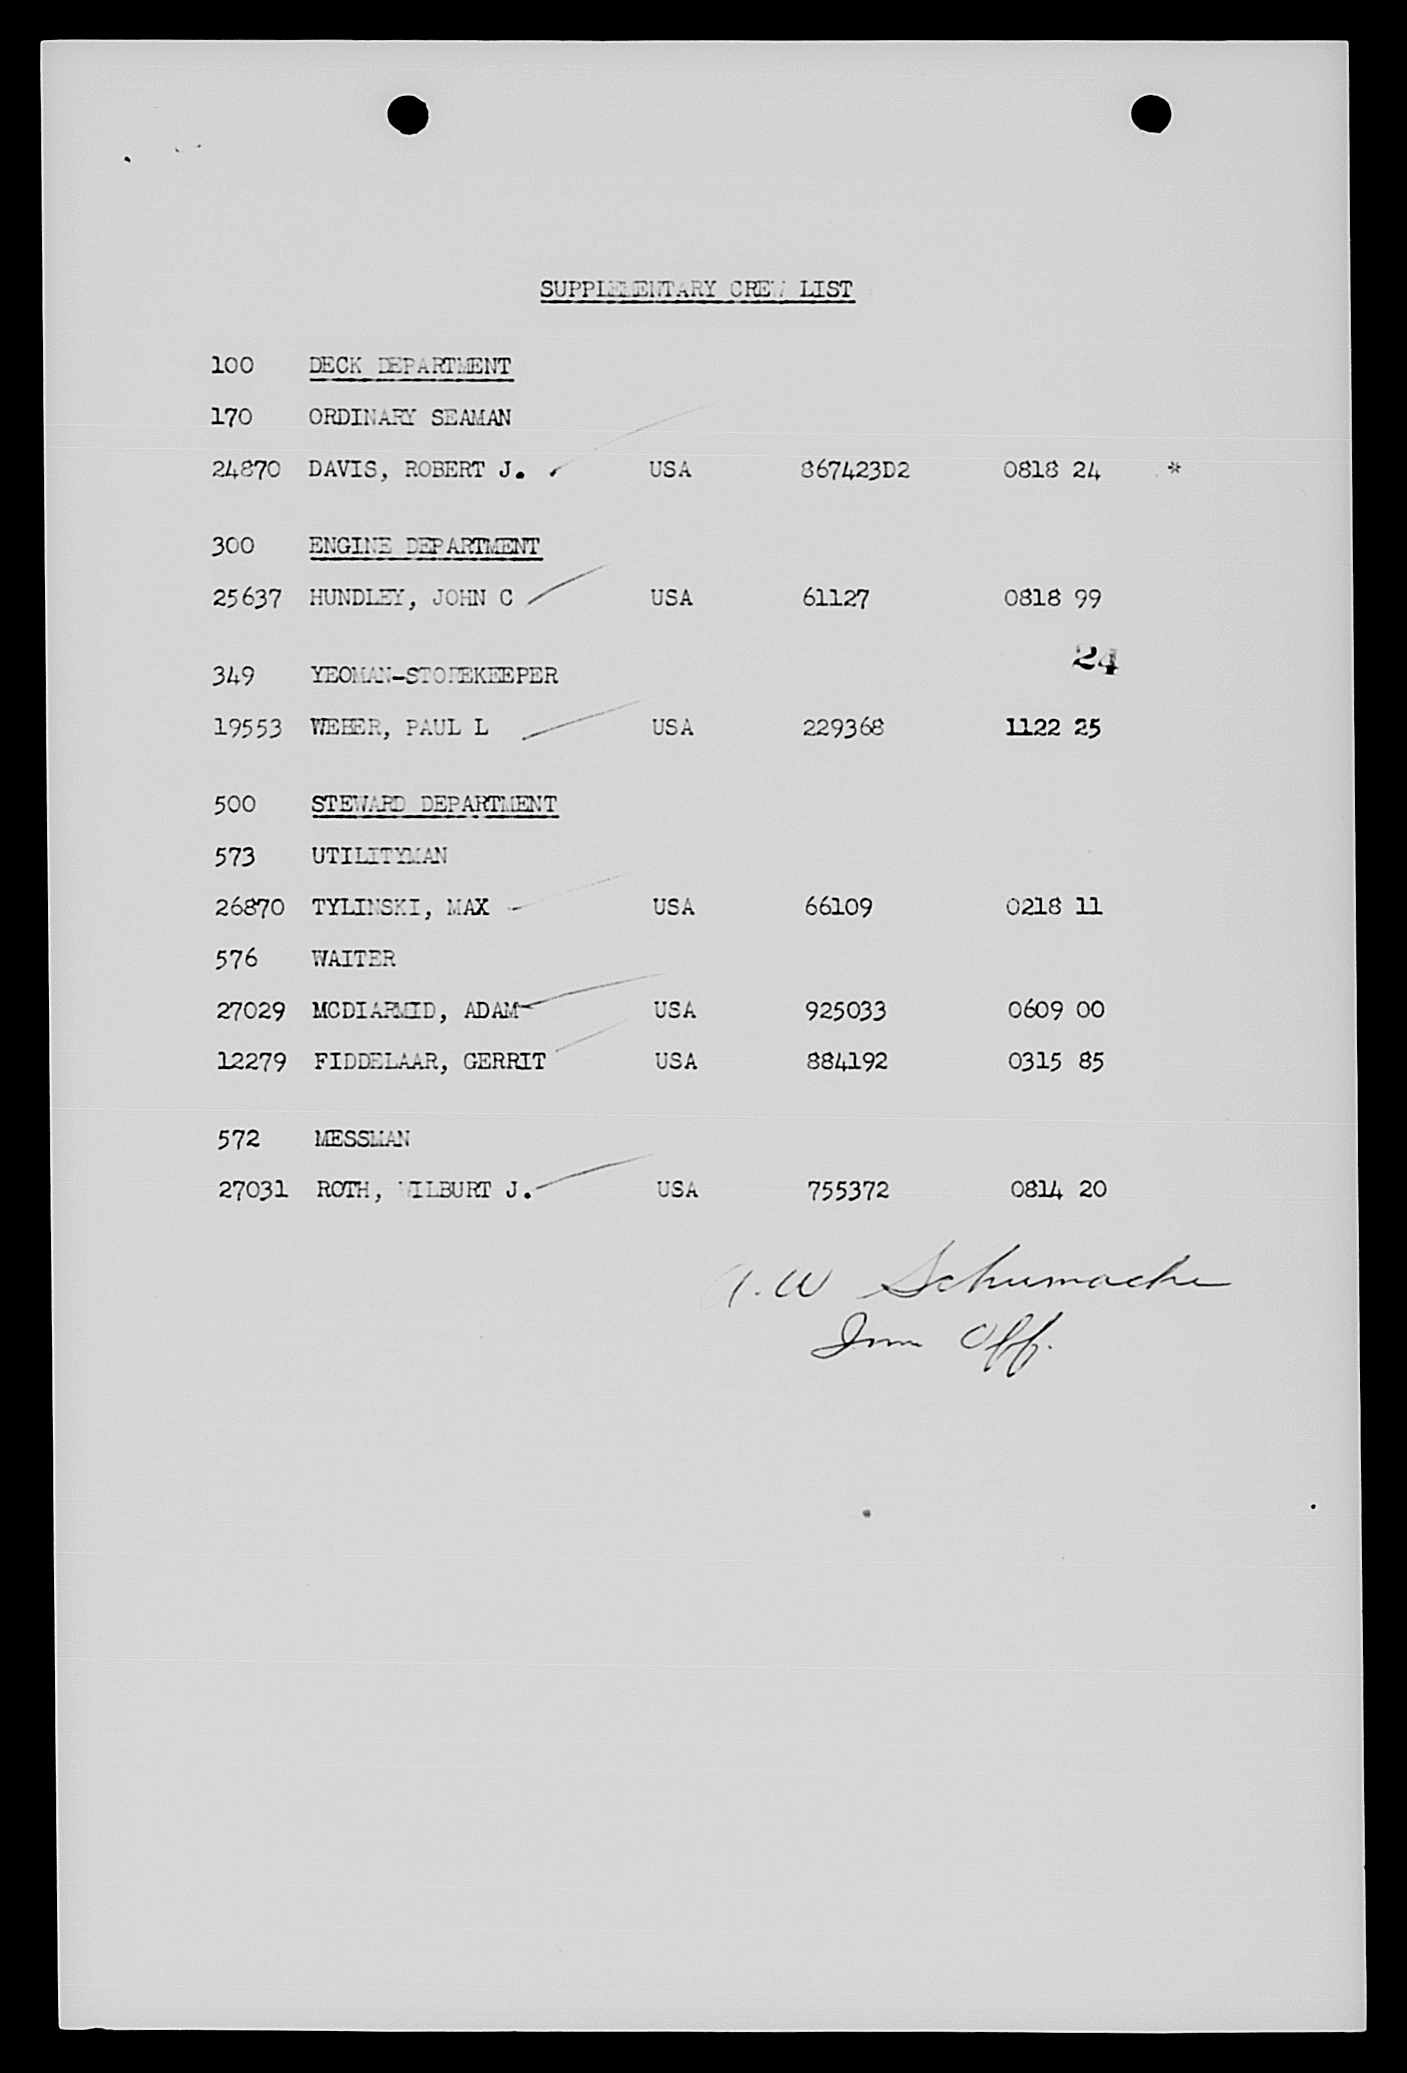 SUPPLEMENTARY CREW LIST
100 DECK DEPARTMENT
170 ORDINARY SEAMAN
24870 DAVIS, ROBERT J. USA 867423D2 0818 24 *
300 ENGINE DEPARTMENT
25637 HUNDLEY, JOHN C USA 61127 0818 99
24
349 YEOMAN-STOREKEEPER
19553 WEBER, PAUL L USA 229368 1122 25
500 STEWARD DEPARTMENT
573 UTILITYMAN
26870 TYLINSKI, MAX USA 66109 0218 11
576 WAITER
27029 MCDIARMID, ADAM USA 925033 0609 00
12279 FIDDELAAR, GERRIT USA 884192 0315 85
572 MESSMAN
27031 ROTH, WILBURT J. USA 755372 0814 20
A.W Schumacher
Imm Off.